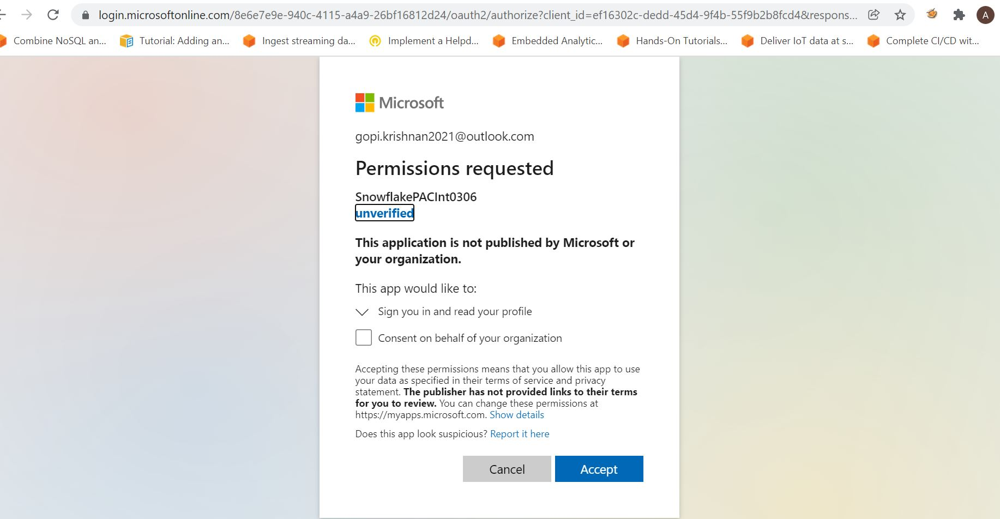 login.microsoftonline.com/8e6e7e9e-940c-4115-a4a9-26bf16812d24/oauth2/authorize?client_id=ef16302c-dedd-45d4-9f4b-55f9b2b8fcd4&respons...
A
Combine NoSQL an...
Tutorial: Adding an...
Ingest streaming da...
Implement a Helpd...
Embedded Analytic...
Hands-On Tutorials...
Deliver IoT data at s...
Complete CI/CD wit...
Microsoft
gopi.krishnan2021@outlook.com
Permissions requested
SnowflakePACInt0306
unverified
This application is not published by Microsoft or
your organization.
This app would like to:
Sign you in and read your profile
Consent on behalf of your organization
Accepting these permissions means that you allow this app to use
your data as specified in their terms of service and privacy
statement. The publisher has not provided links to their terms
for you to review. You can change these permissions at
https://myapps.microsoft.com. Show details
Does this app look suspicious? Report it here
Cancel
Accept